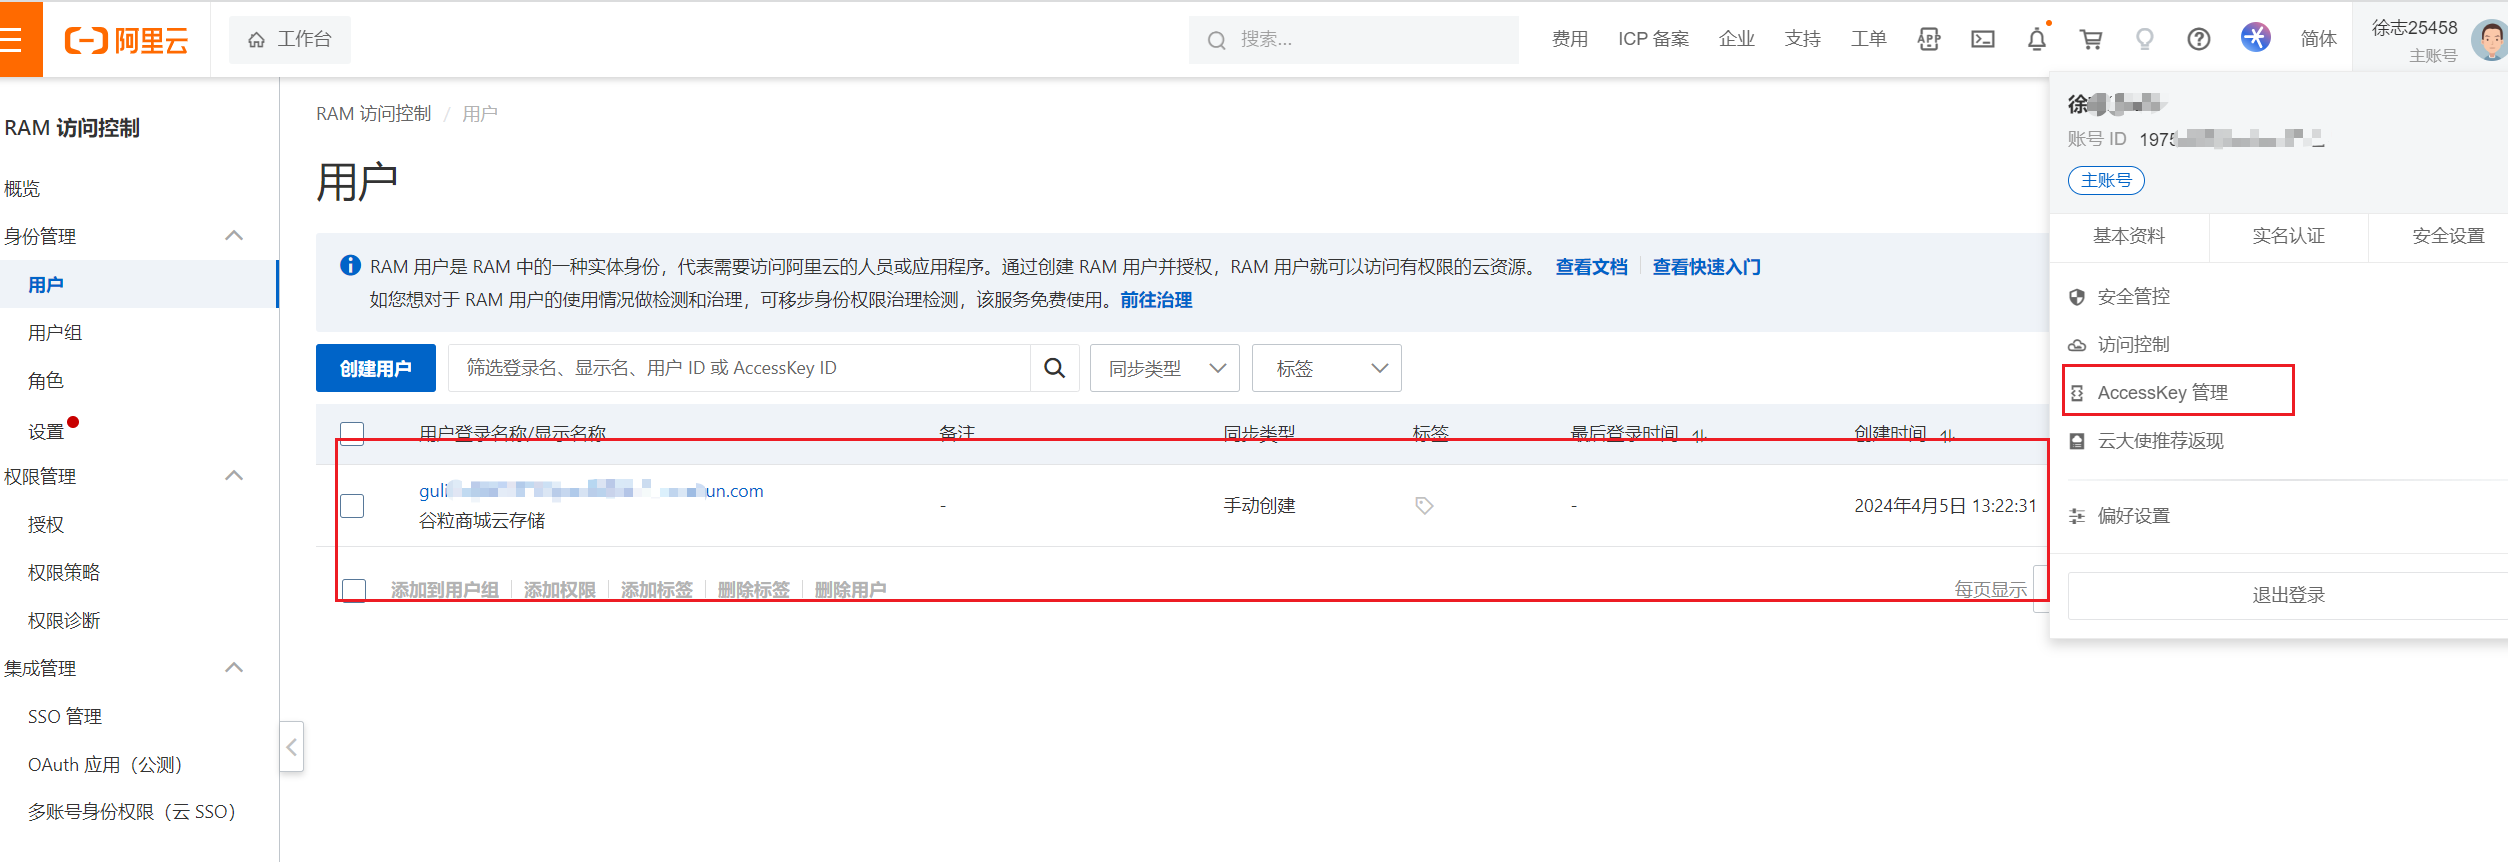 阿里云
工作台
搜索...
费用
ICP 备案
企业
支持
工单
APP
简体
徐志25458
主账号
RAM 访问控制
概览
身份管理
用户
用户组
角色
设置
权限管理
授权
权限策略
权限诊断
集成管理
SSO 管理
OAuth 应用（公测）
多账号身份权限（云 SSO）
RAM 访问控制 / 用户
用户
RAM 用户是 RAM 中的一种实体身份，代表需要访问阿里云的人员或应用程序。通过创建 RAM 用户并授权，RAM 用户就可以访问有权限的云资源。 查看文档 查看快速入门
如您想对于 RAM 用户的使用情况做检测和治理，可移步身份权限治理检测，该服务免费使用。前往治理
创建用户
筛选登录名、显示名、用户 ID 或 AccessKey ID
同步类型
标签
用户登录名称/显示名称 备注 同步类型 标签 最后登录时间 创建时间
guli un.com
谷粒商城云存储
- 手动创建 - 2024年4月5日 13:22:31
添加到用户组 添加权限 添加标签 删除标签 删除用户
每页显示
徐
账号 ID 1975
主账号
基本资料 实名认证 安全设置
安全管控
访问控制
AccessKey 管理
云大使推荐返现
偏好设置
退出登录